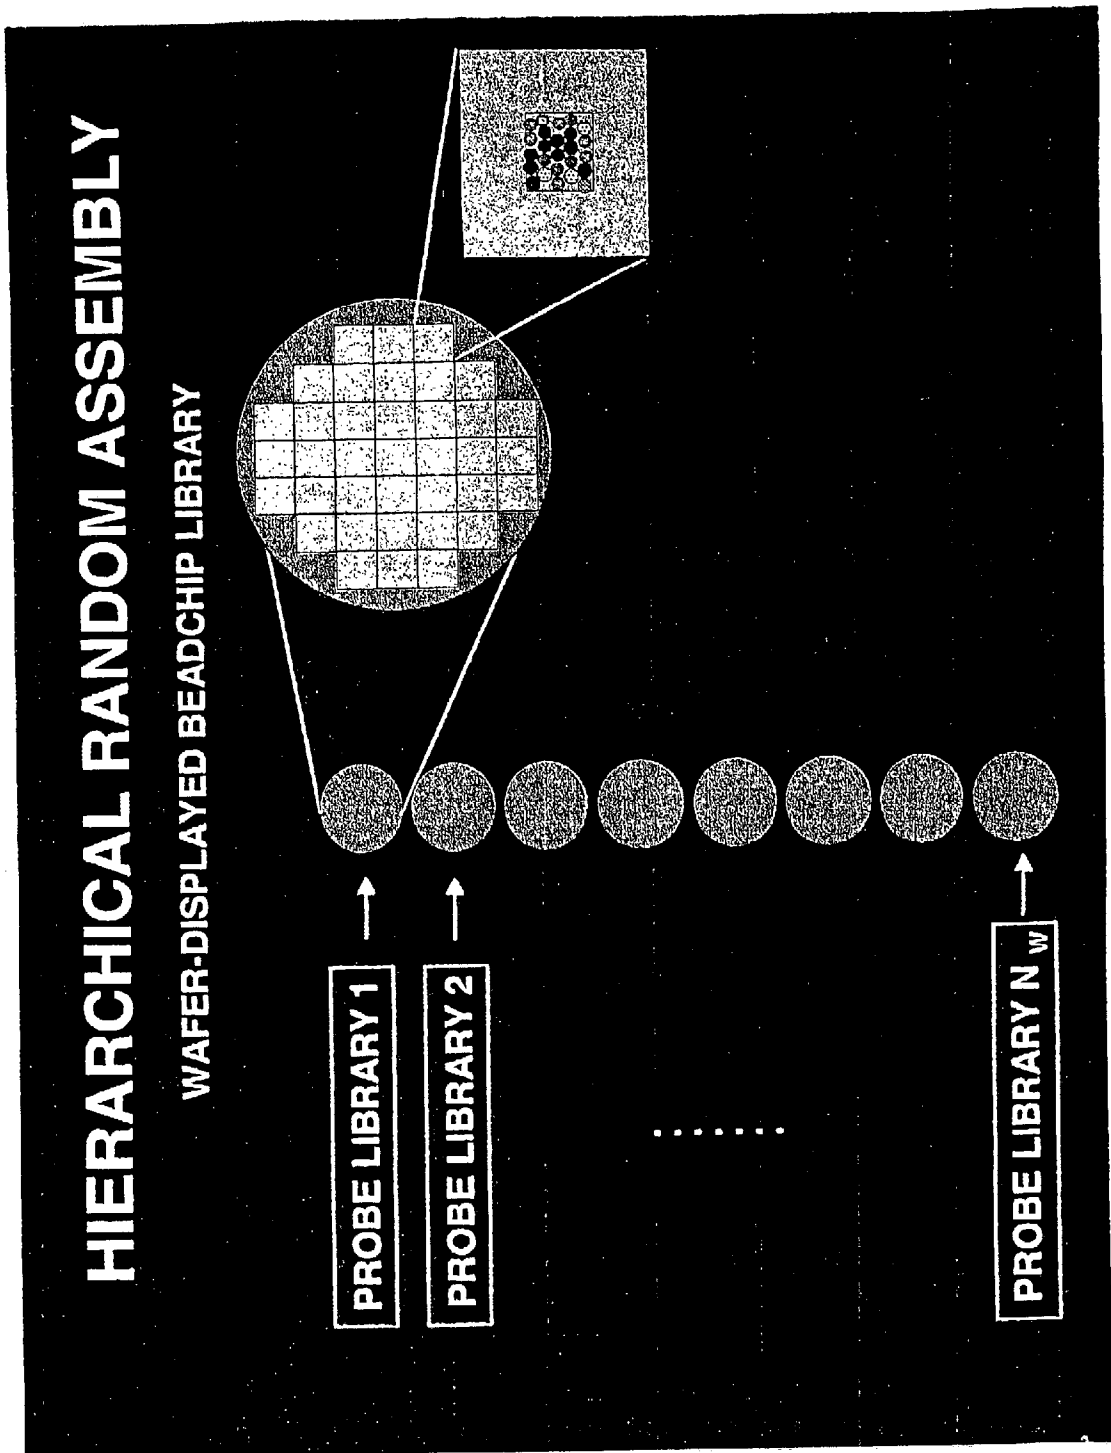 HIERARCHICAL RANDOM ASSEMBLY
WAFER-DISPLAYED BEADCHIP LIBRARY
PROBE LIBRARY 1
PROBE LIBRARY 2
.......
PROBE LIBRARY N W